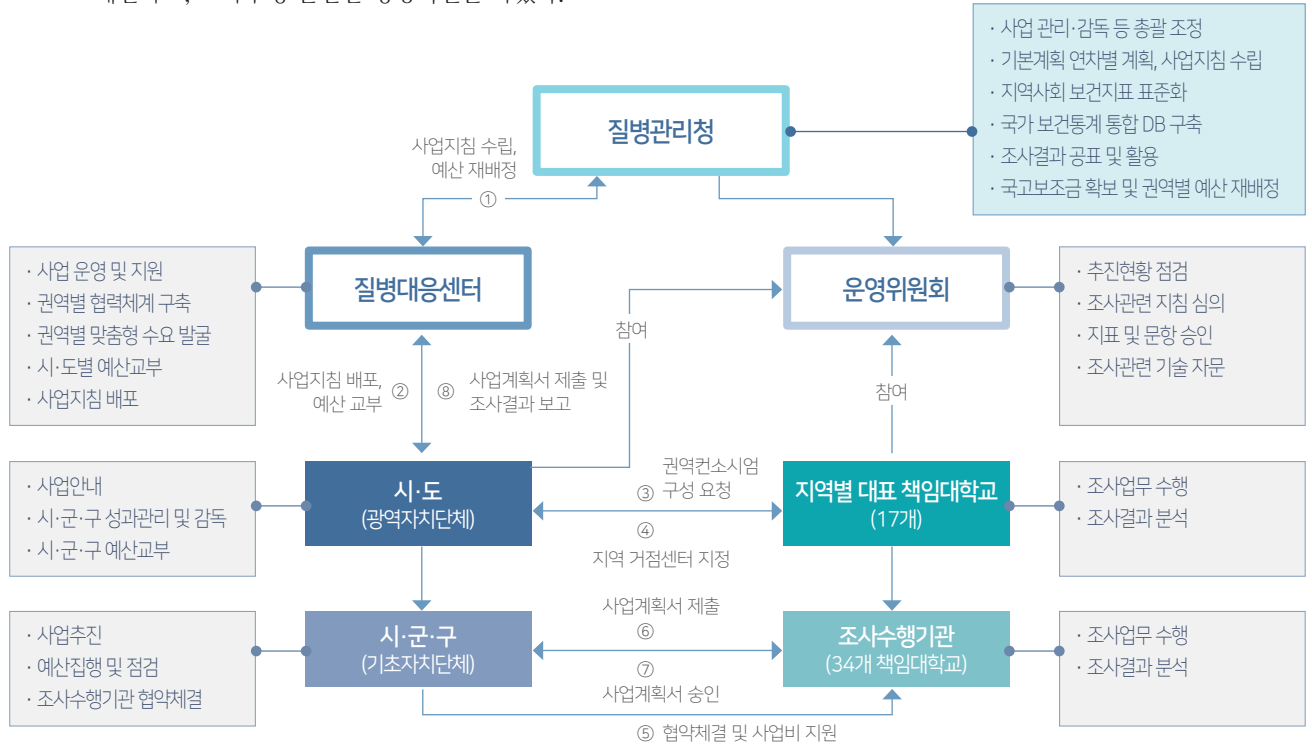 · 사업 관리·감독 등 총괄 조정
· 기본계획 연차별 계획, 사업지침 수립
· 지역사회 보건지표 표준화
· 국가 보건통계 통합 DB 구축
· 조사결과 공표 및 활용
· 국고보조금 확보 및 권역별 예산 재배정
질병관리청
사업지침 수립,
예산 재배정
①
· 사업 운영 및 지원
· 권역별 협력체계 구축
· 권역별 맞춤형 수요 발굴
· 시·도별 예산교부
· 사업지침 배포
질병대응센터
운영위원회
· 추진현황 점검
· 조사관련 지침 심의
· 지표 및 문항 승인
· 조사관련 기술 자문
참여
사업지침 배포,
예산 교부
②
⑧
사업계획서 제출 및
조사결과 보고
참여
· 사업안내
· 시·군·구 성과관리 및 감독
· 시·군·구 예산교부
시·도
(광역자치단체)
권역컨소시엄
③ 구성 요청
④
지역 거점센터 지정
지역별 대표 책임대학교
(17개)
· 조사업무 수행
· 조사결과 분석
· 사업추진
· 예산집행 및 점검
· 조사수행기관 협약체결
시·군·구
(기초자치단체)
사업계획서 제출
⑥
⑦
사업계획서 승인
조사수행기관
(34개 책임대학교)
· 조사업무 수행
· 조사결과 분석
⑤ 협약체결 및 사업비 지원